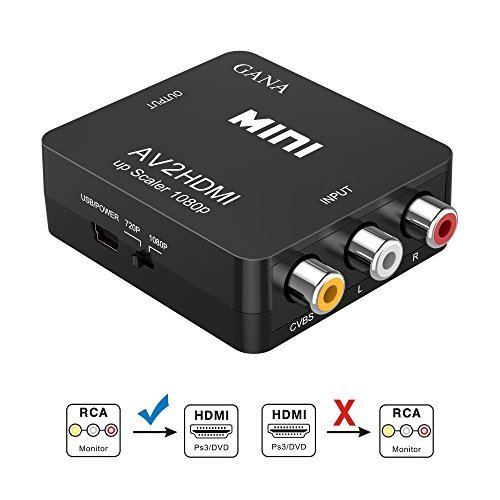 GANA
OUTPUT
MINI
AV2HDMI
up Scaler 1080p
INPUT
USB/POWER
720P
1080P
CVBS
L
R
RCA
Monitor
HDMI
Ps3/DVD
HDMI
Ps3/DVD
X
RCA
Monitor